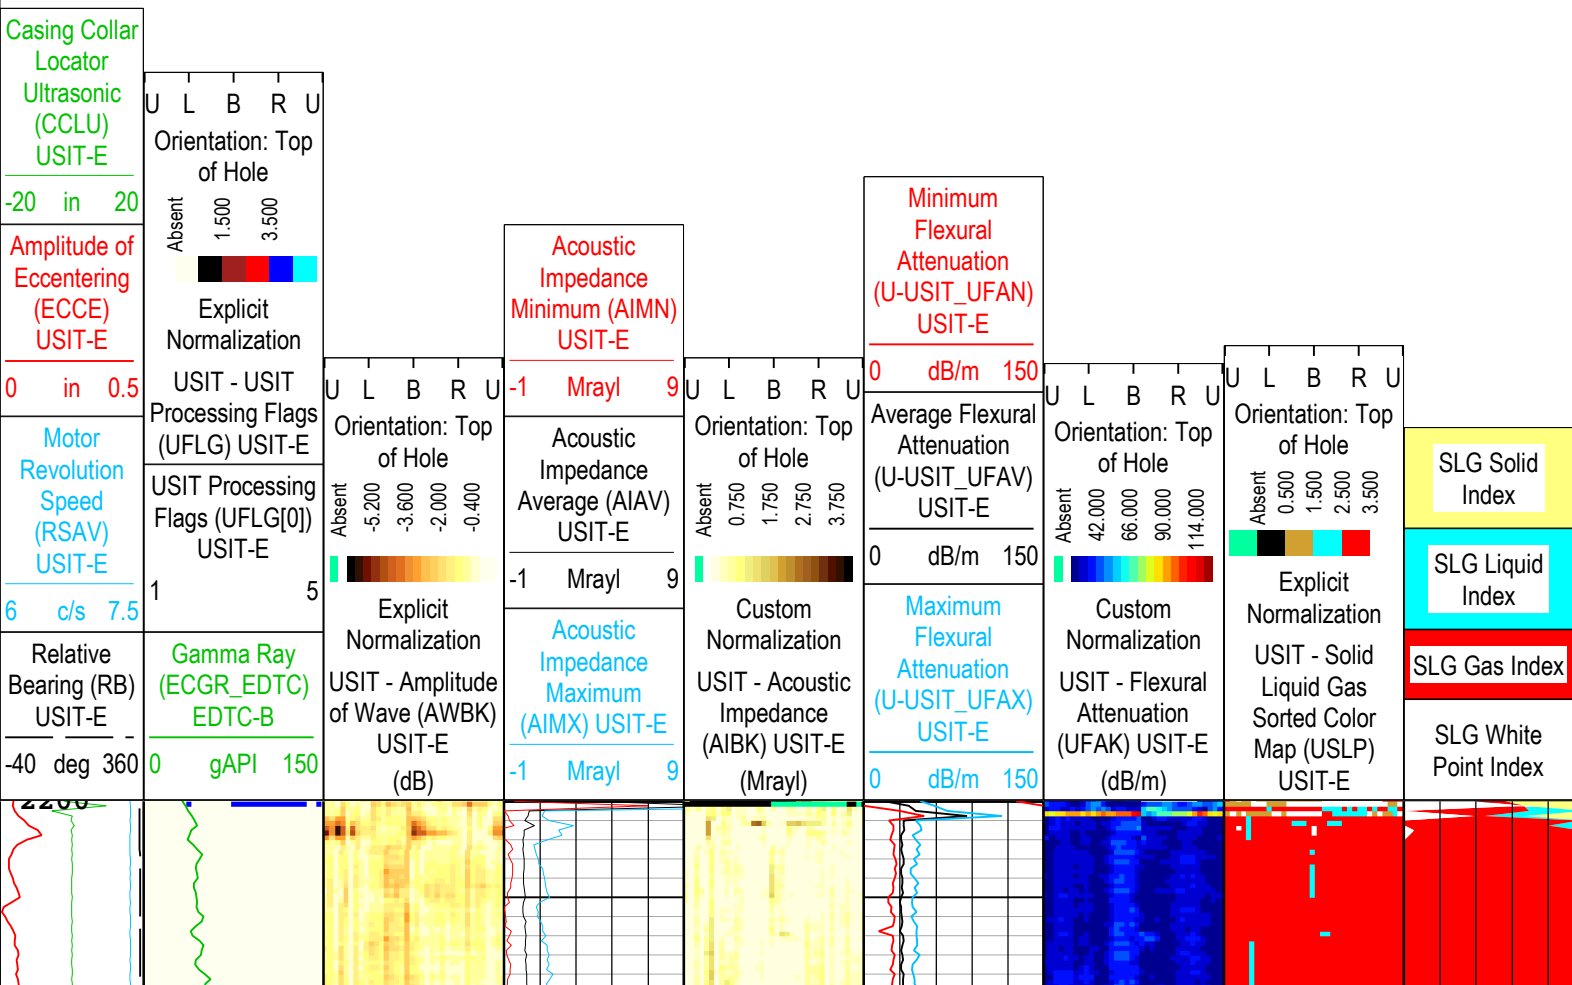 Casing Collar
Locator
Ultrasonic
(CCLU)
USIT-E
-20 in 20
Amplitude of
Eccentering
(ECCE)
USIT-E
0 in 0.5
Motor
Revolution
Speed
(RSAV)
USIT-E
6 c/s 7.5
Relative
Bearing (RB)
USIT-E
-40 deg 360
2200
U L B R U
Orientation: Top
of Hole
Absent
1.500
3.500
Explicit
Normalization
USIT - USIT
Processing Flags
(UFLG) USIT-E
USIT Processing
Flags (UFLG[0])
USIT-E
1 5
Gamma Ray
(ECGR_EDTC)
EDTC-B
0 gAPI 150
U L B R U
Orientation: Top
of Hole
Absent
-5.200
-3.600
-2.000
-0.400
Explicit
Normalization
USIT - Amplitude
of Wave (AWBK)
USIT-E
(dB)
Acoustic
Impedance
Minimum (AIMN)
USIT-E
-1 Mrayl 9
Acoustic
Impedance
Average (AIAV)
USIT-E
-1 Mrayl 9
Acoustic
Impedance
Maximum
(AIMX) USIT-E
-1 Mrayl 9
U L B R U
Orientation: Top
of Hole
Absent
0.750
1.750
2.750
3.750
Custom
Normalization
USIT - Acoustic
Impedance
(AIBK) USIT-E
(Mrayl)
Minimum
Flexural
Attenuation
(U-USIT_UFAN)
USIT-E
0 dB/m 150
Average Flexural
Attenuation
(U-USIT_UFAV)
USIT-E
0 dB/m 150
Maximum
Flexural
Attenuation
(U-USIT_UFAX)
USIT-E
0 dB/m 150
U L B R U
Orientation: Top
of Hole
Absent
42.000
66.000
90.000
114.000
Custom
Normalization
USIT - Flexural
Attenuation
(UFAK) USIT-E
(dB/m)
U L B R U
Orientation: Top
of Hole
Absent
0.500
1.500
2.500
3.500
Explicit
Normalization
USIT - Solid
Liquid Gas
Sorted Color
Map (USLP)
USIT-E
SLG Solid
Index
SLG Liquid
Index
SLG Gas Index
SLG White
Point Index